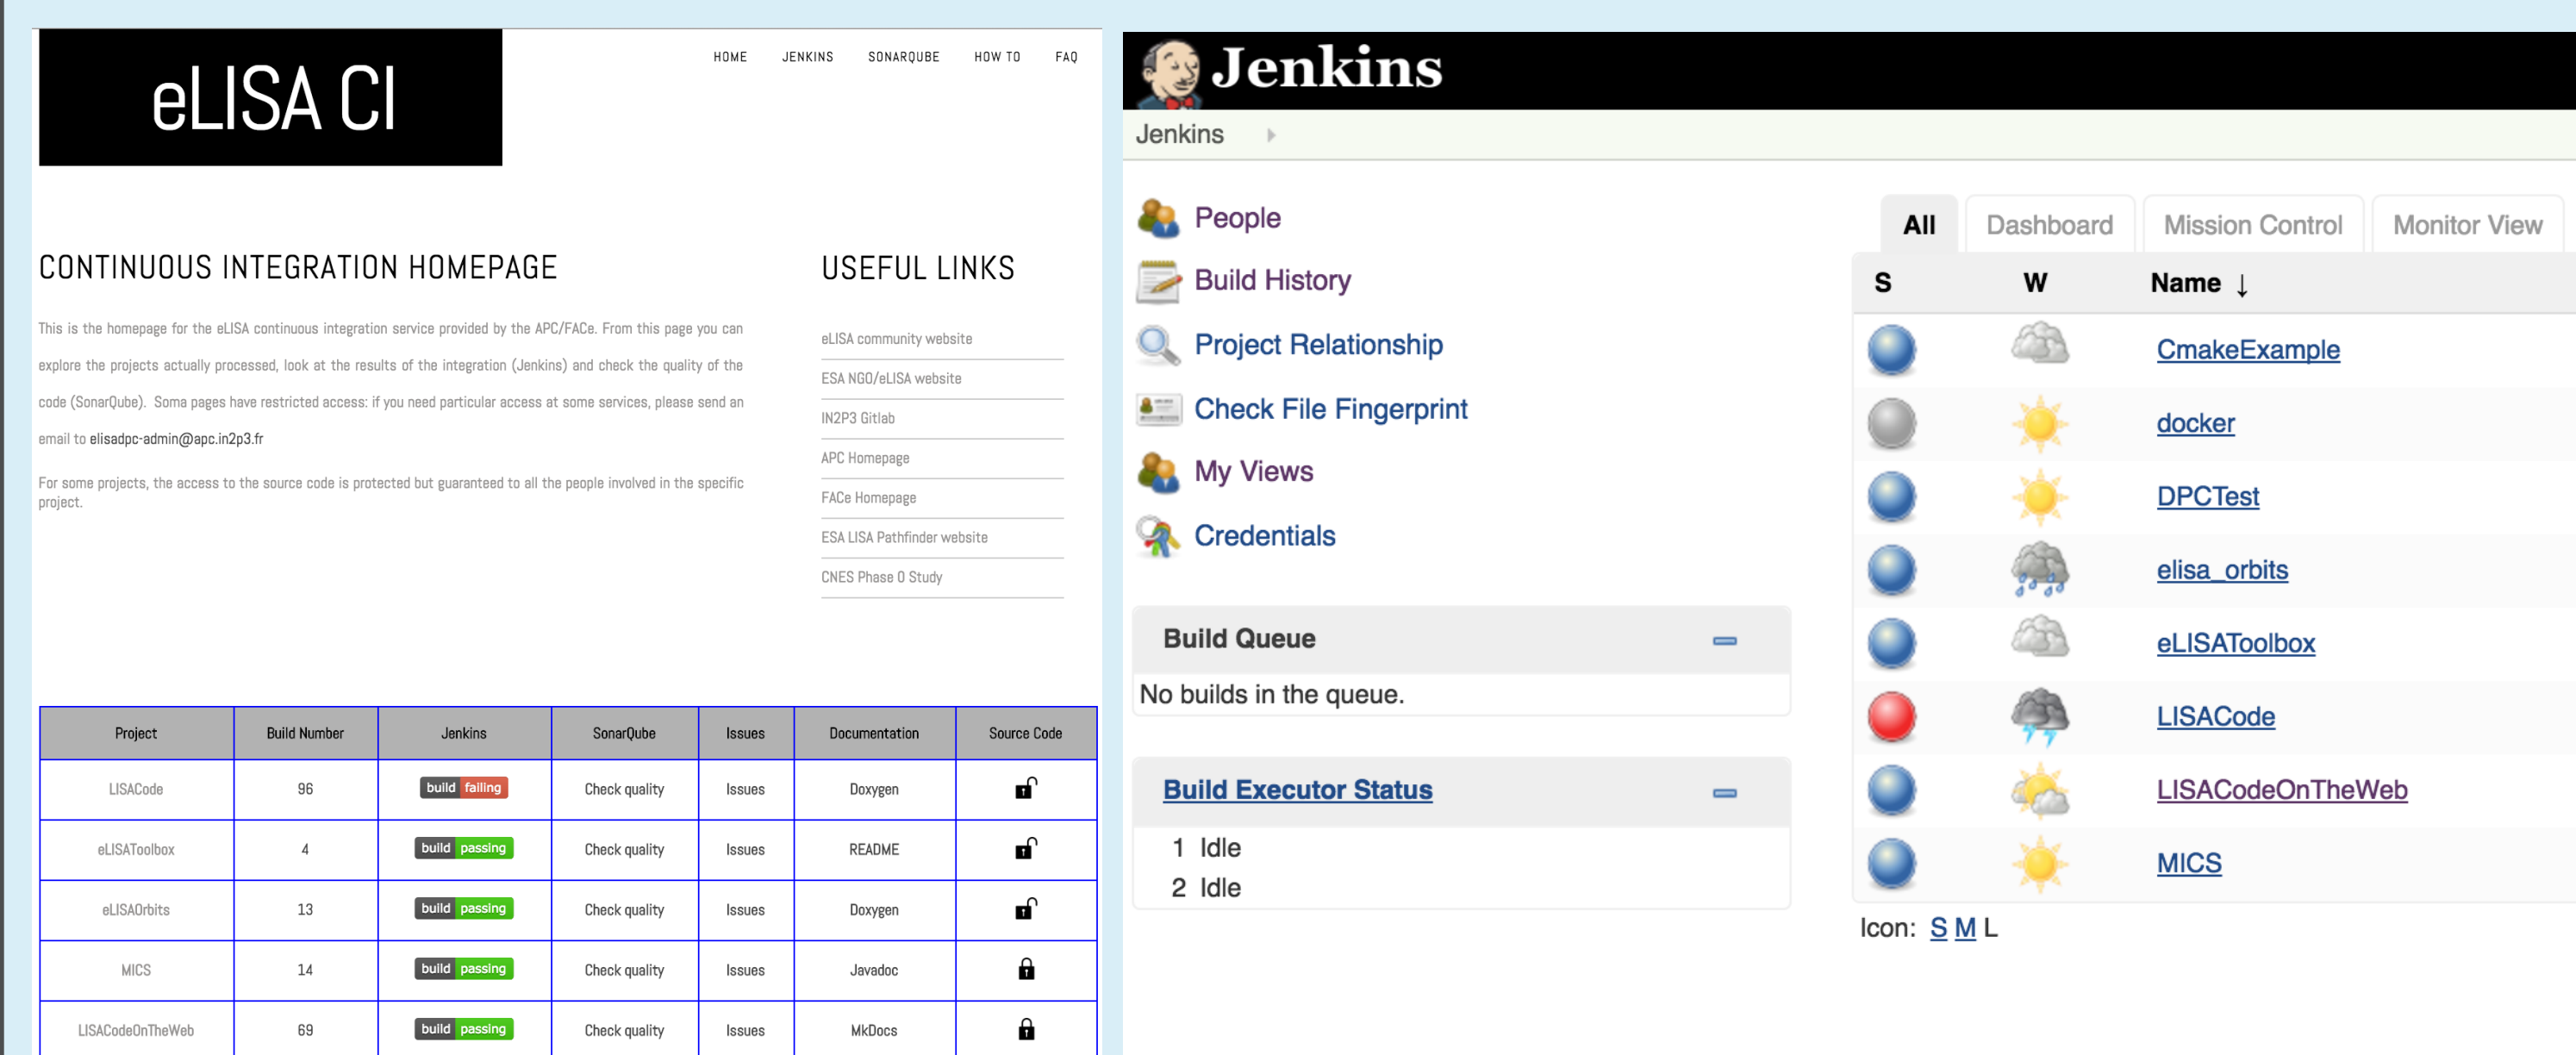 eLISA CI
HOME JENKINS SONARQUBE HOW TO FAQ
CONTINUOUS INTEGRATION HOMEPAGE
This is the homepage for the eLISA continuous integration service provided by the APC/FACe. From this page you can
explore the projects actually processed, look at the results of the integration (Jenkins) and check the quality of the
code (SonarQube). Soma pages have restricted access: if you need particular access at some services, please send an
email to elisadpc-admin@apc.in2p3.fr
For some projects, the access to the source code is protected but guaranteed to all the people involved in the specific
project.
USEFUL LINKS
eLISA community website
ESA NGO/eLISA website
IN2P3 Gitlab
APC Homepage
FACe Homepage
ESA LISA Pathfinder website
CNES Phase 0 Study
Project Build Number Jenkins SonarQube Issues Documentation Source Code
LISACode 96 build failing Check quality Issues Doxygen
eLISAToolbox 4 build passing Check quality Issues README
eLISAOrbits 13 build passing Check quality Issues Doxygen
MICS 14 build passing Check quality Issues Javadoc
LISACodeOnTheWeb 69 build passing Check quality Issues MkDocs
Jenkins
Jenkins
People
Build History
Project Relationship
Check File Fingerprint
My Views
Credentials
Build Queue
No builds in the queue.
Build Executor Status
1 Idle
2 Idle
All Dashboard Mission Control Monitor View
S W Name ↓
CmakeExample
docker
DPCTest
elisa_orbits
eLISAToolbox
LISACode
LISACodeOnTheWeb
MICS
Icon: S M L